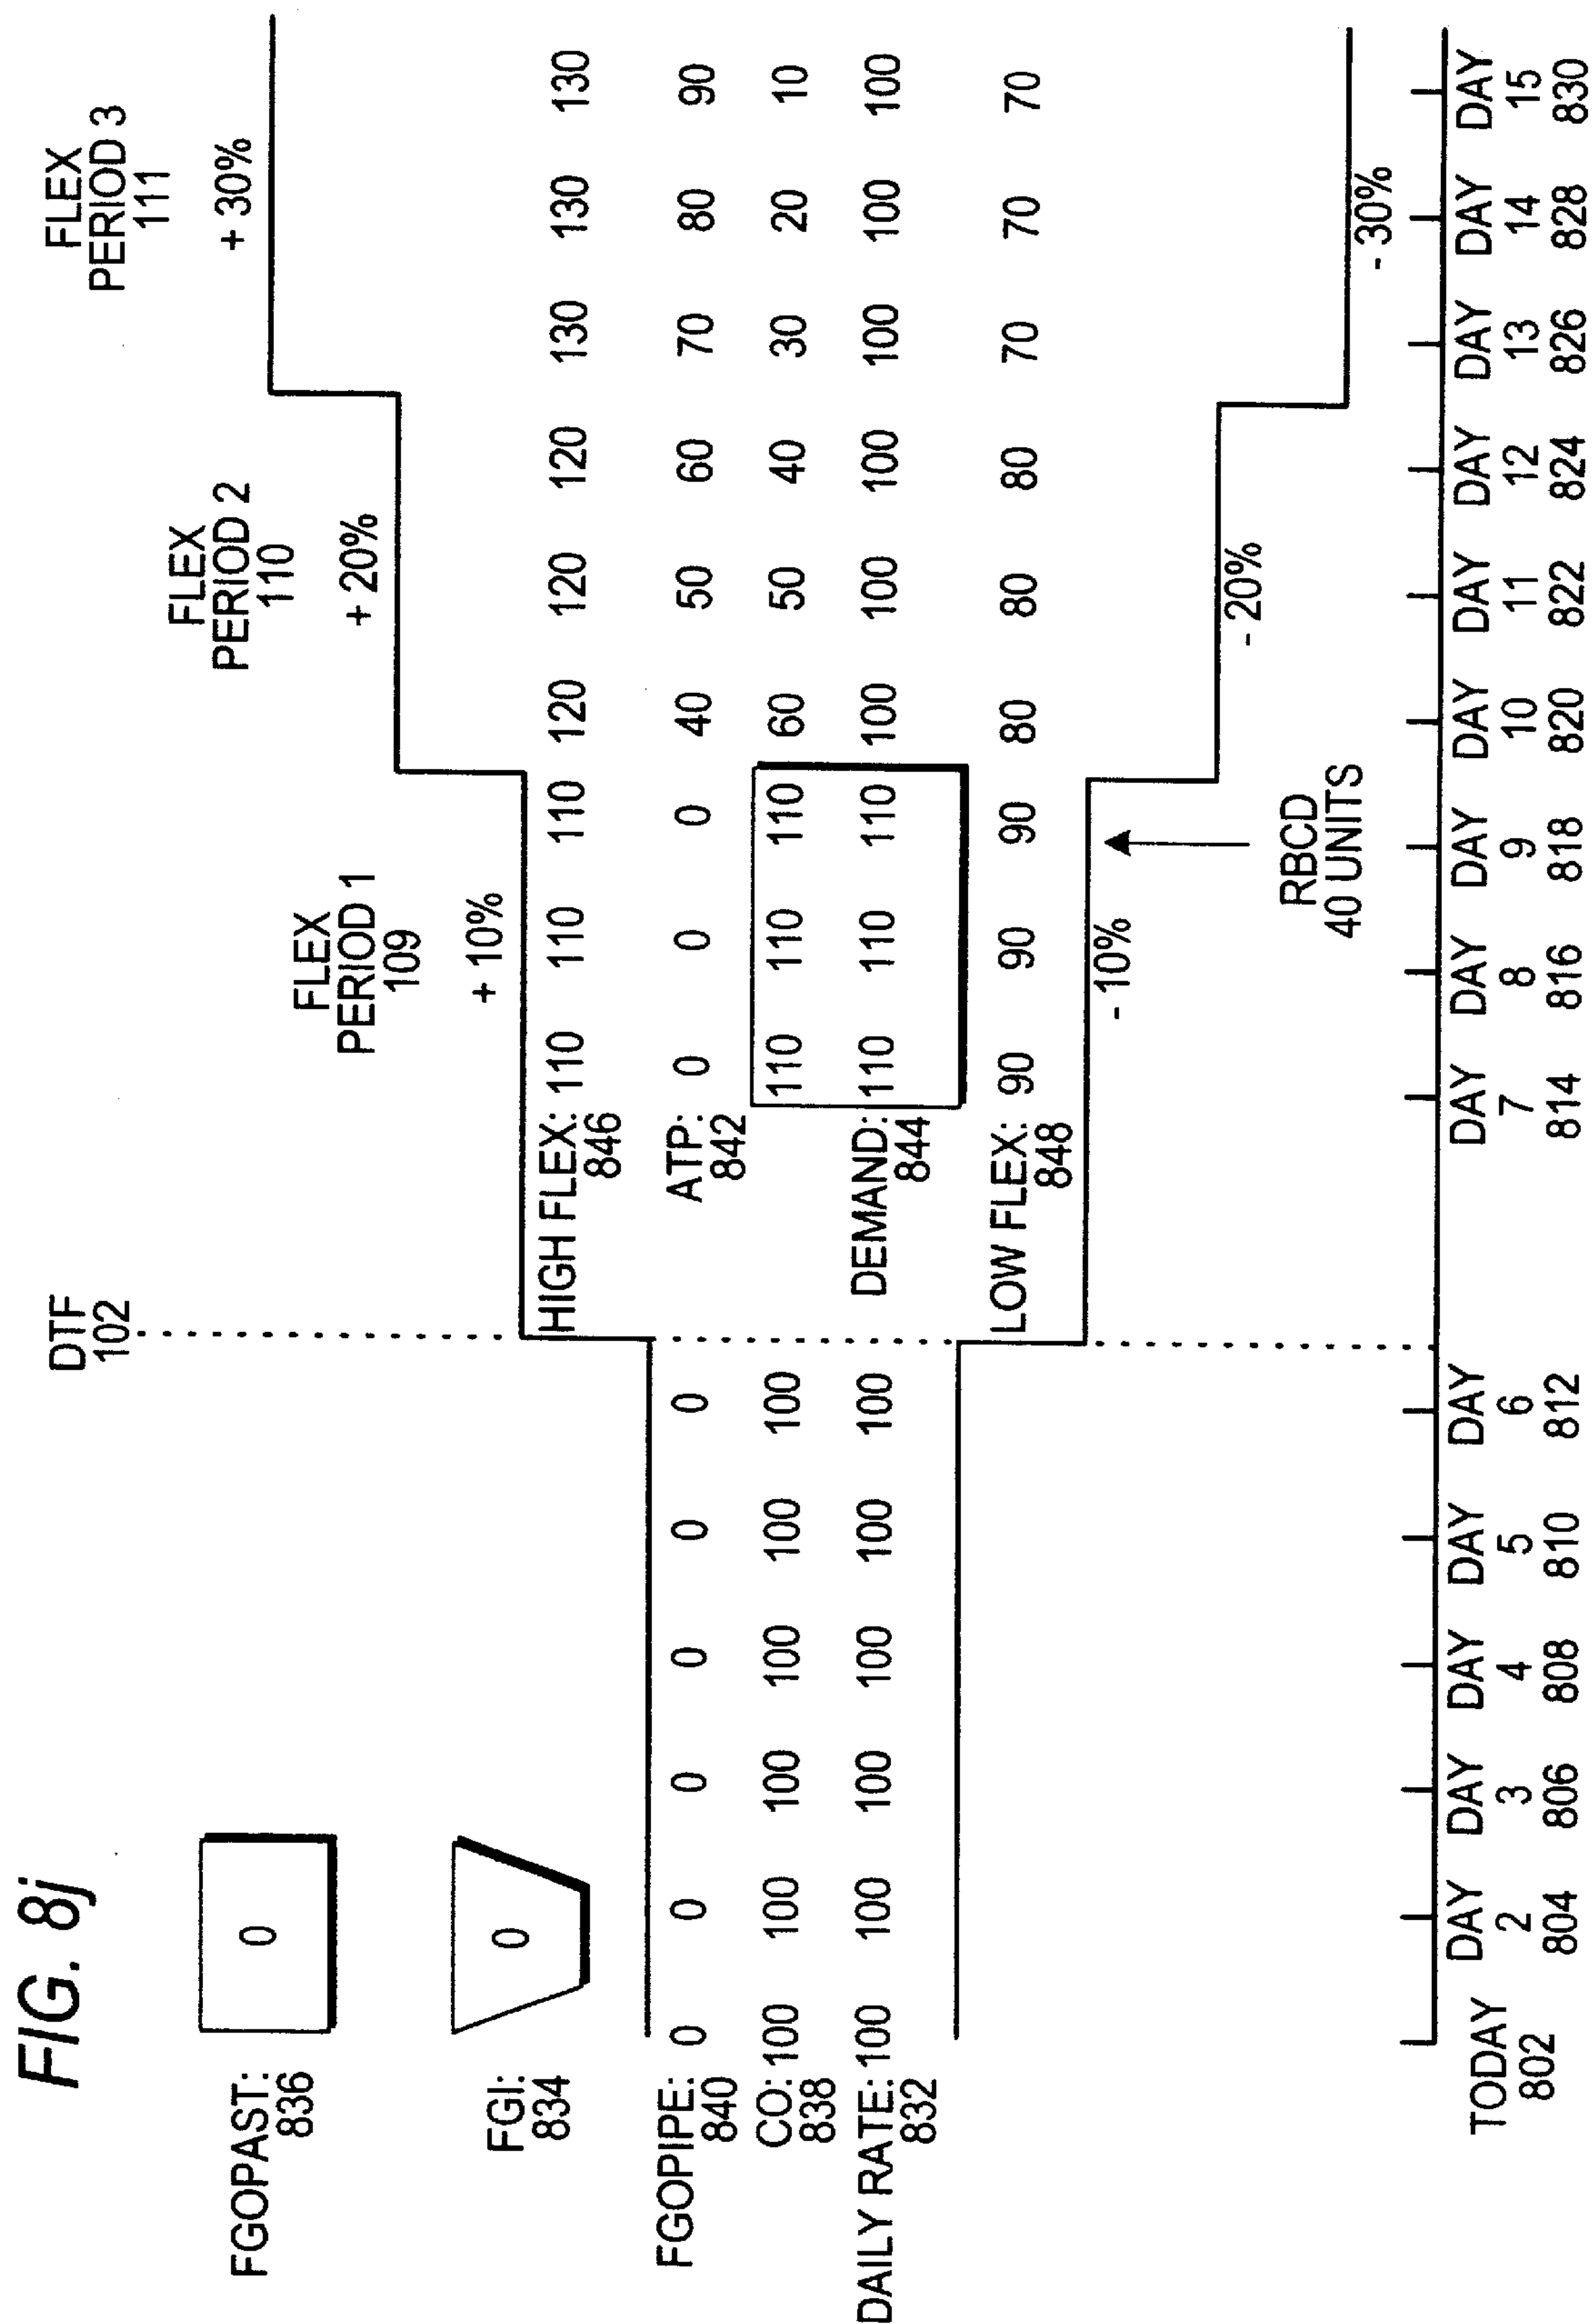 FIG. 8j
FGOPAST:
836
0
FGI:
834
0
DTF
102
FLEX
PERIOD 1
109
+ 10%
FLEX
PERIOD 2
110
+ 20%
FLEX
PERIOD 3
111
+ 30%
HIGH FLEX: 110 110 110 120 120 120 130 130 130
846
FGOPIPE: 0 0 0 0 0 0
840
ATP: 0 0 0 40 50 60 70 80 90
842
CO: 100 100 100 100 100 100 110 110 110 60 50 40 30 20 10
838
DAILY RATE: 100 100 100 100 100 100
832
DEMAND: 110 110 110 100 100 100 100 100 100
844
LOW FLEX: 90 90 90 80 80 80 70 70 70
848
- 10%
- 20%
- 30%
RBCD
40 UNITS
TODAY
802
DAY
2
804
DAY
3
806
DAY
4
808
DAY
5
810
DAY
6
812
DAY
7
814
DAY
8
816
DAY
9
818
DAY
10
820
DAY
11
822
DAY
12
824
DAY
13
826
DAY
14
828
DAY
15
830